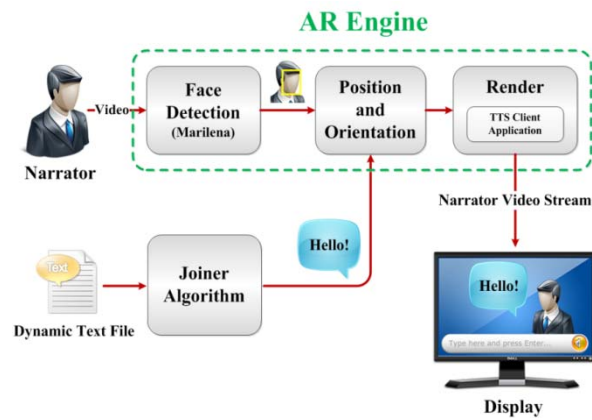 AR Engine
Video
Narrator
Face
Detection
(Marilena)
Position
and
Orientation
Render
TTS Client
Application
Narrator Video Stream
Text
Dynamic Text File
Joiner
Algorithm
Hello!
Hello!
Type here and press Enter...
Display